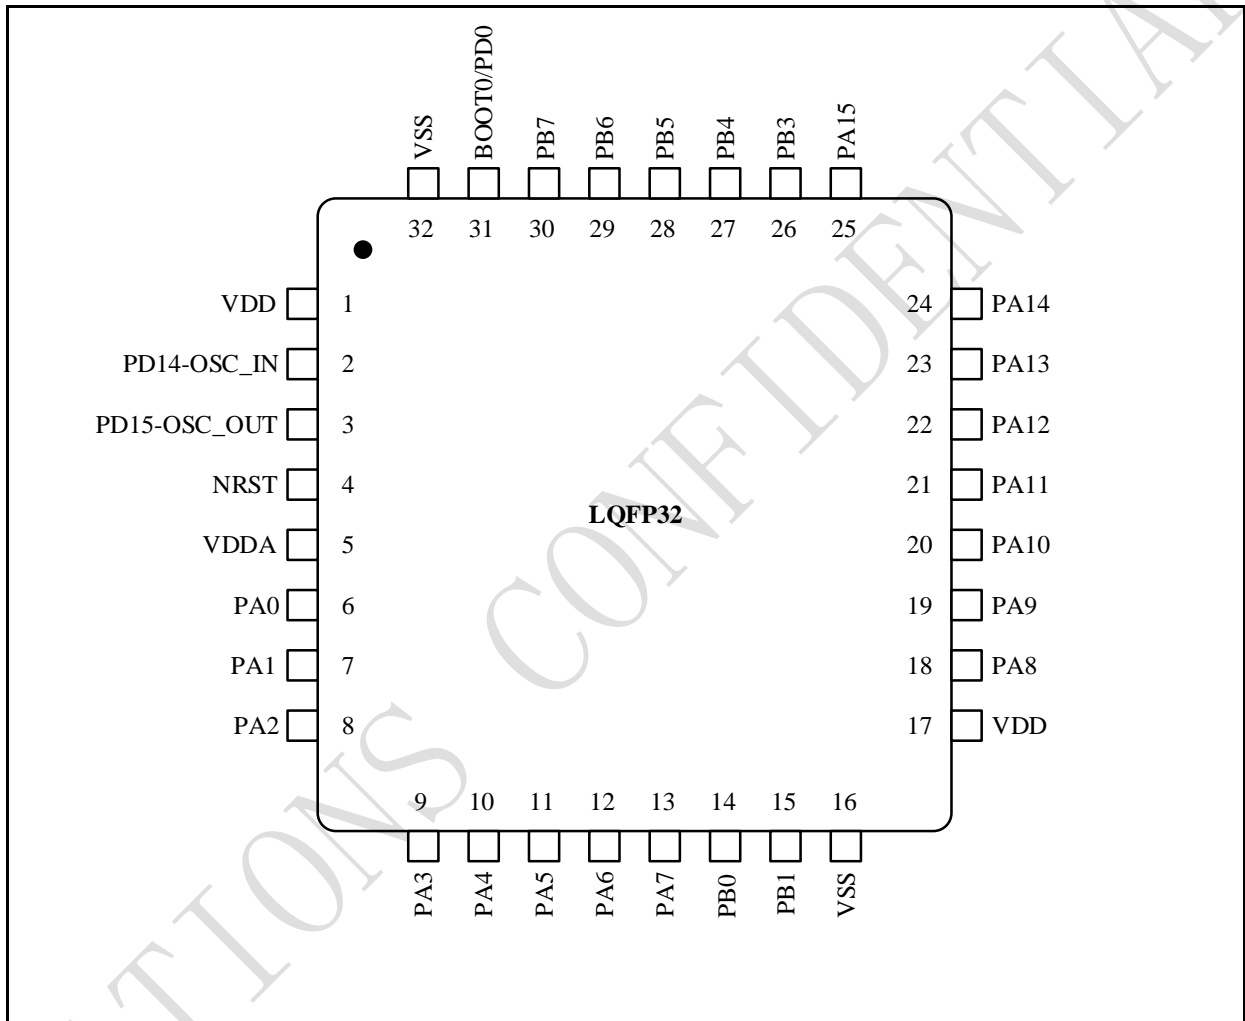 VSS
BOOT0/PD0
PB7
PB6
PB5
PB4
PB3
PA15
32 31 30 29 28 27 26 25
VDD 1
PD14-OSC_IN 2
PD15-OSC_OUT 3
NRST 4
VDDA 5
PA0 6
PA1 7
PA2 8
24 PA14
23 PA13
22 PA12
21 PA11
20 PA10
19 PA9
18 PA8
17 VDD
LQFP32
9 10 11 12 13 14 15 16
PA3
PA4
PA5
PA6
PA7
PB0
PB1
VSS
CONFIDENTIAL